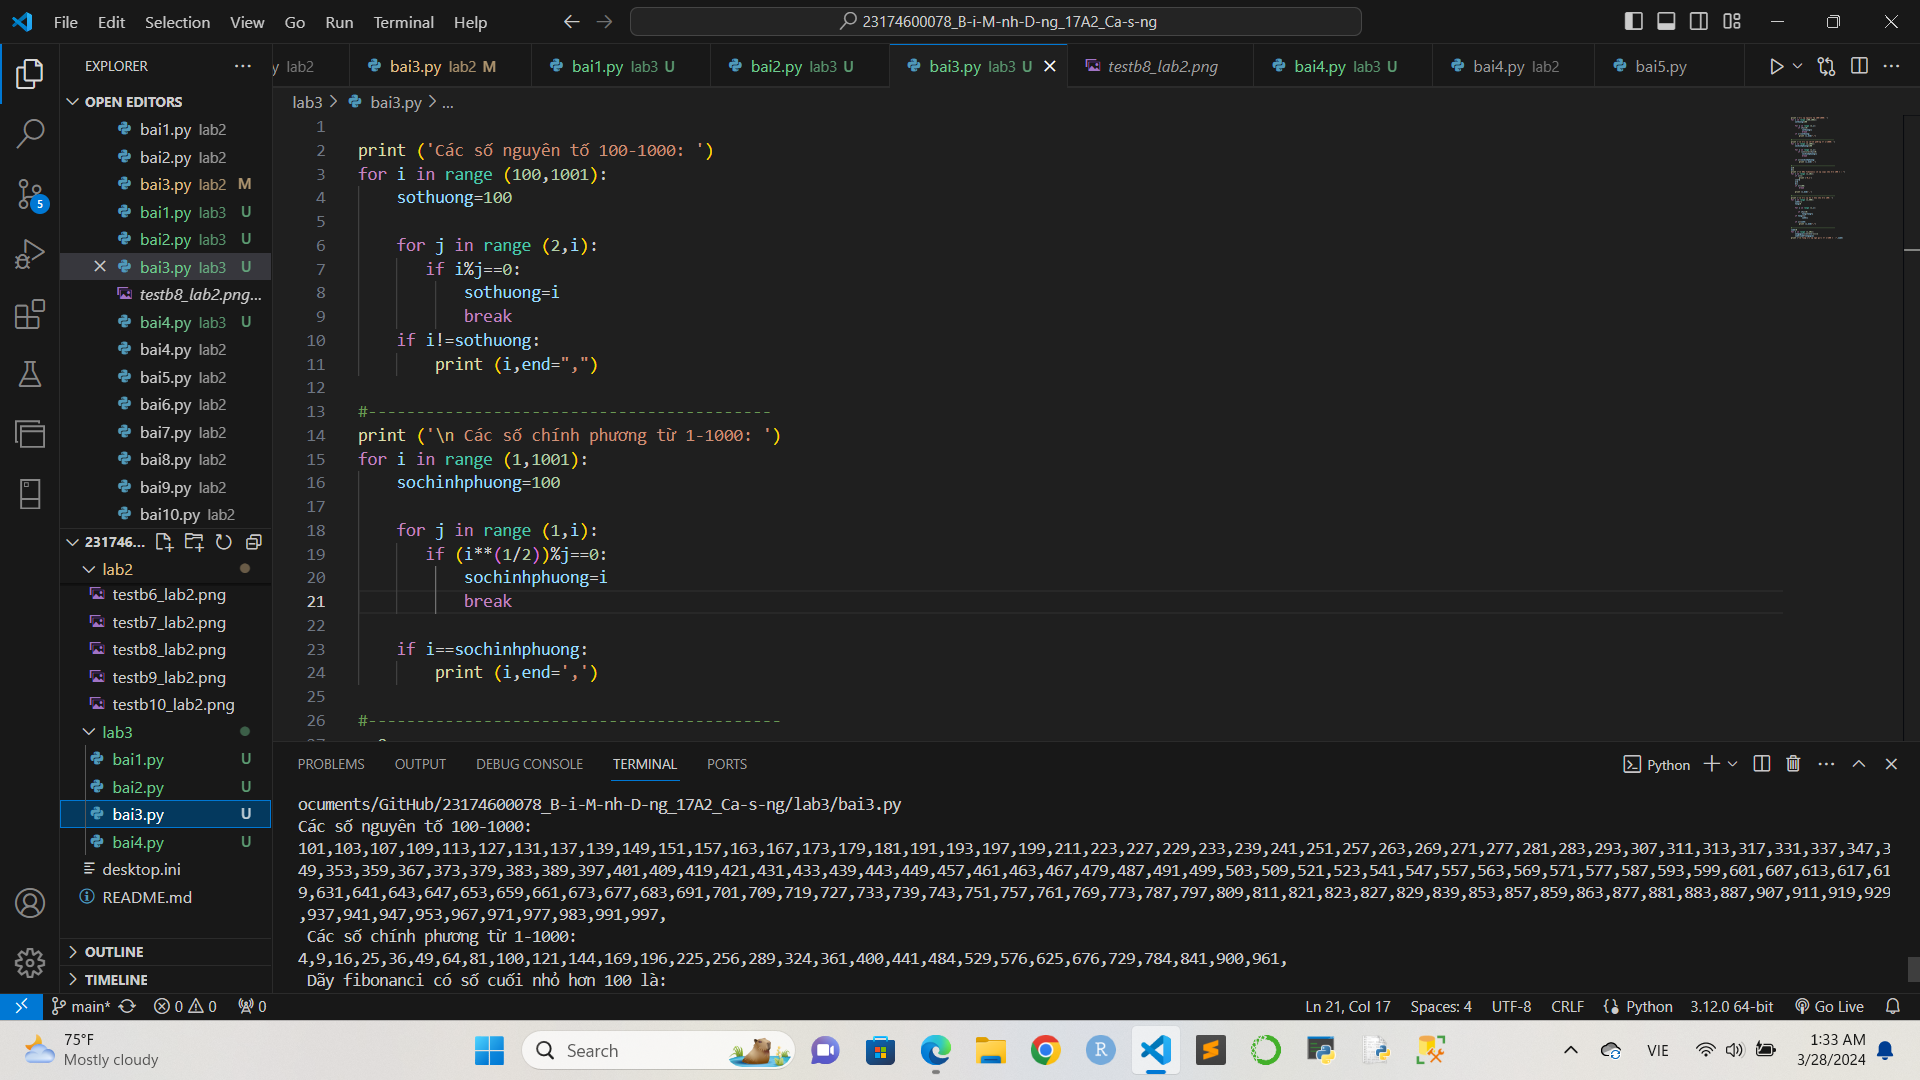 File Edit Selection View Go Run Terminal Help
23174600078_B-i-M-nh-D-ng_17A2_Ca-s-ng
EXPLORER
y lab2
bai3.py lab2 M
bai1.py lab3 U
bai2.py lab3 U
bai3.py lab3 U
testb8_lab2.png
bai4.py lab3 U
bai4.py lab2
bai5.py
OPEN EDITORS
bai1.py lab2
bai2.py lab2
bai3.py lab2 M
bai1.py lab3 U
bai2.py lab3 U
bai3.py lab3 U
testb8_lab2.png...
bai4.py lab3 U
bai4.py lab2
bai5.py lab2
bai6.py lab2
bai7.py lab2
bai8.py lab2
bai9.py lab2
bai10.py lab2
5
231746...
lab2
testb6_lab2.png
testb7_lab2.png
testb8_lab2.png
testb9_lab2.png
testb10_lab2.png
lab3
bai1.py U
bai2.py U
bai3.py U
bai4.py U
desktop.ini
README.md
OUTLINE
TIMELINE
lab3 > bai3.py > ...
1
2 print ('Các số nguyên tố 100-1000: ')
3 for i in range (100,1001):
4 sothuong=100
5
6 for j in range (2,i):
7 if i%j==0:
8 sothuong=i
9 break
10 if i!=sothuong:
11 print (i,end=",")
12
13 #------------------------------------------
14 print ('\n Các số chính phương từ 1-1000: ')
15 for i in range (1,1001):
16 sochinhphuong=100
17
18 for j in range (1,i):
19 if (i**(1/2))%j==0:
20 sochinhphuong=i
21 break
22
23 if i==sochinhphuong:
24 print (i,end=',')
25
26 #-------------------------------------------
PROBLEMS OUTPUT DEBUG CONSOLE TERMINAL PORTS
Python
ocuments/GitHub/23174600078_B-i-M-nh-D-ng_17A2_Ca-s-ng/lab3/bai3.py
Các số nguyên tố 100-1000:
101,103,107,109,113,127,131,137,139,149,151,157,163,167,173,179,181,191,193,197,199,211,223,227,229,233,239,241,251,257,263,269,271,277,281,283,293,307,311,313,317,331,337,347,3
49,353,359,367,373,379,383,389,397,401,409,419,421,431,433,439,443,449,457,461,463,467,479,487,491,499,503,509,521,523,541,547,557,563,569,571,577,587,593,599,601,607,613,617,61
9,631,641,643,647,653,659,661,673,677,683,691,701,709,719,727,733,739,743,751,757,761,769,773,787,797,809,811,821,823,827,829,839,853,857,859,863,877,881,883,887,907,911,919,929
,937,941,947,953,967,971,977,983,991,997,
Các số chính phương từ 1-1000:
4,9,16,25,36,49,64,81,100,121,144,169,196,225,256,289,324,361,400,441,484,529,576,625,676,729,784,841,900,961,
Dãy fibonanci có số cuối nhỏ hơn 100 là:
main* 0 0 0
Ln 21, Col 17 Spaces: 4 UTF-8 CRLF Python 3.12.0 64-bit Go Live
75°F
Mostly cloudy
Search
R
VIE
1:33 AM
3/28/2024